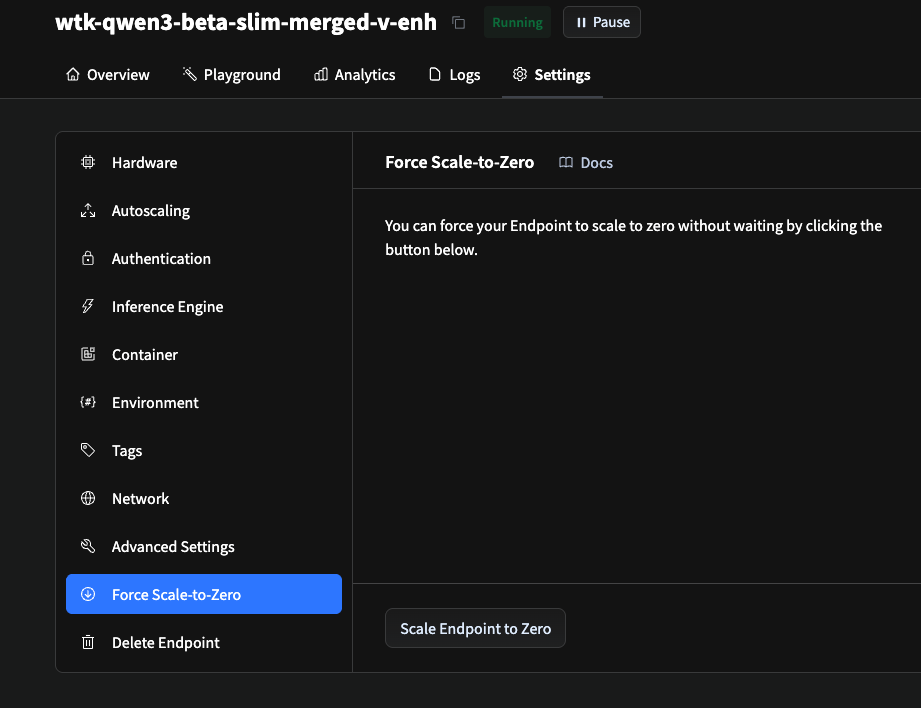 wtk-qwen3-beta-slim-merged-v-enh Running Pause
Overview Playground Analytics Logs Settings
Hardware
Autoscaling
Authentication
Inference Engine
Container
Environment
Tags
Network
Advanced Settings
Force Scale-to-Zero
Delete Endpoint
Force Scale-to-Zero Docs
You can force your Endpoint to scale to zero without waiting by clicking the
button below.
Scale Endpoint to Zero